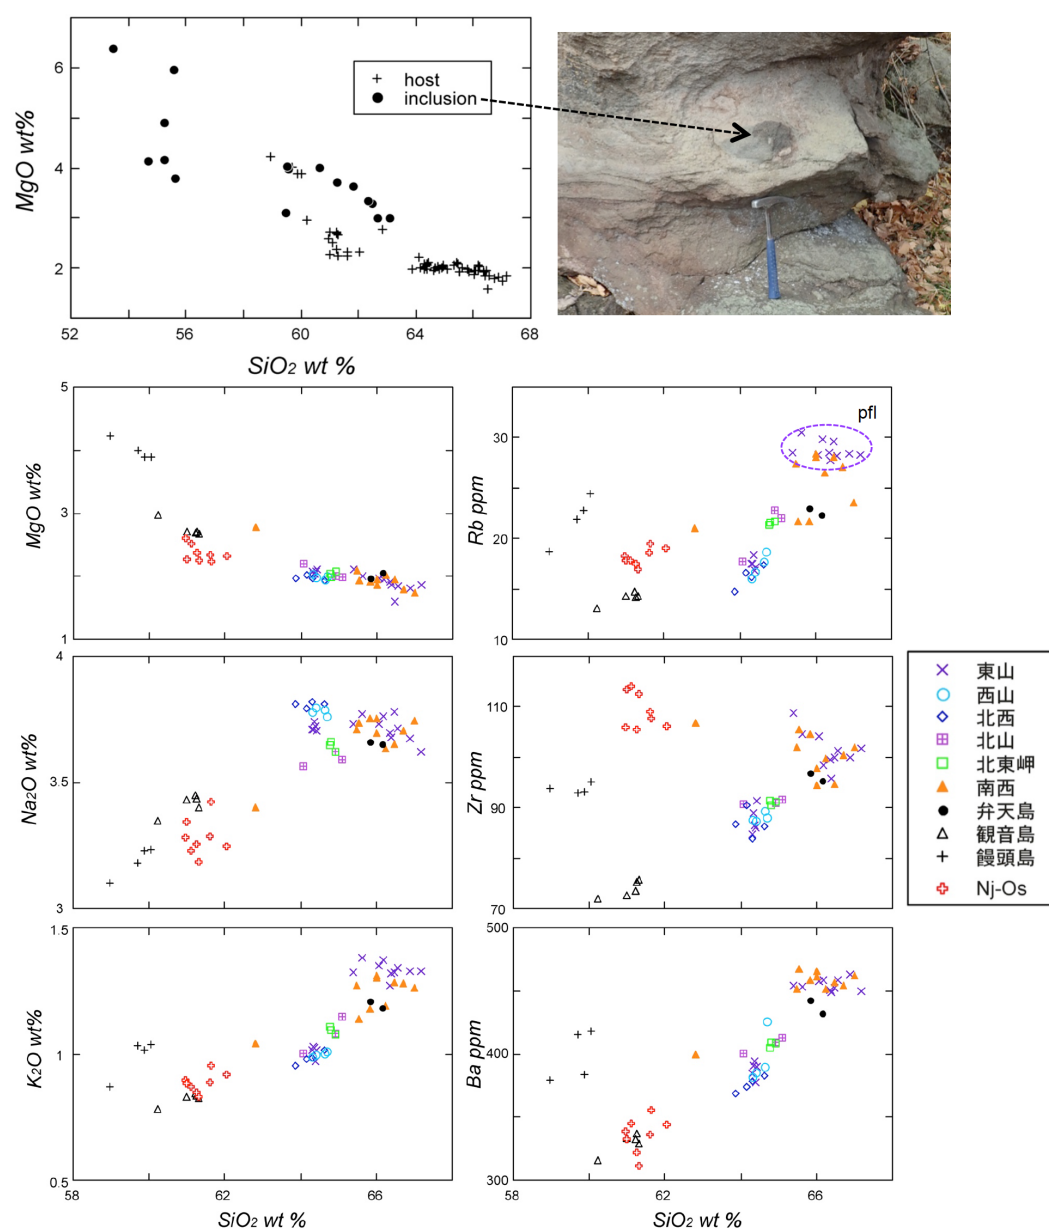 6
4
2
MgO wt%
host
inclusion
52
56
60
64
68
SiO2 wt %
5
3
1
MgO wt%
30
20
10
Rb ppm
pfl
4
3.5
3
Na2O wt%
110
90
70
Zr ppm
東山
西山
北西
北山
北東岬
南西
弁天島
観音島
饅頭島
Nj-Os
1.5
1
0.5
K2O wt%
58
62
66
SiO2 wt %
500
400
300
Ba ppm
58
62
66
SiO2 wt %